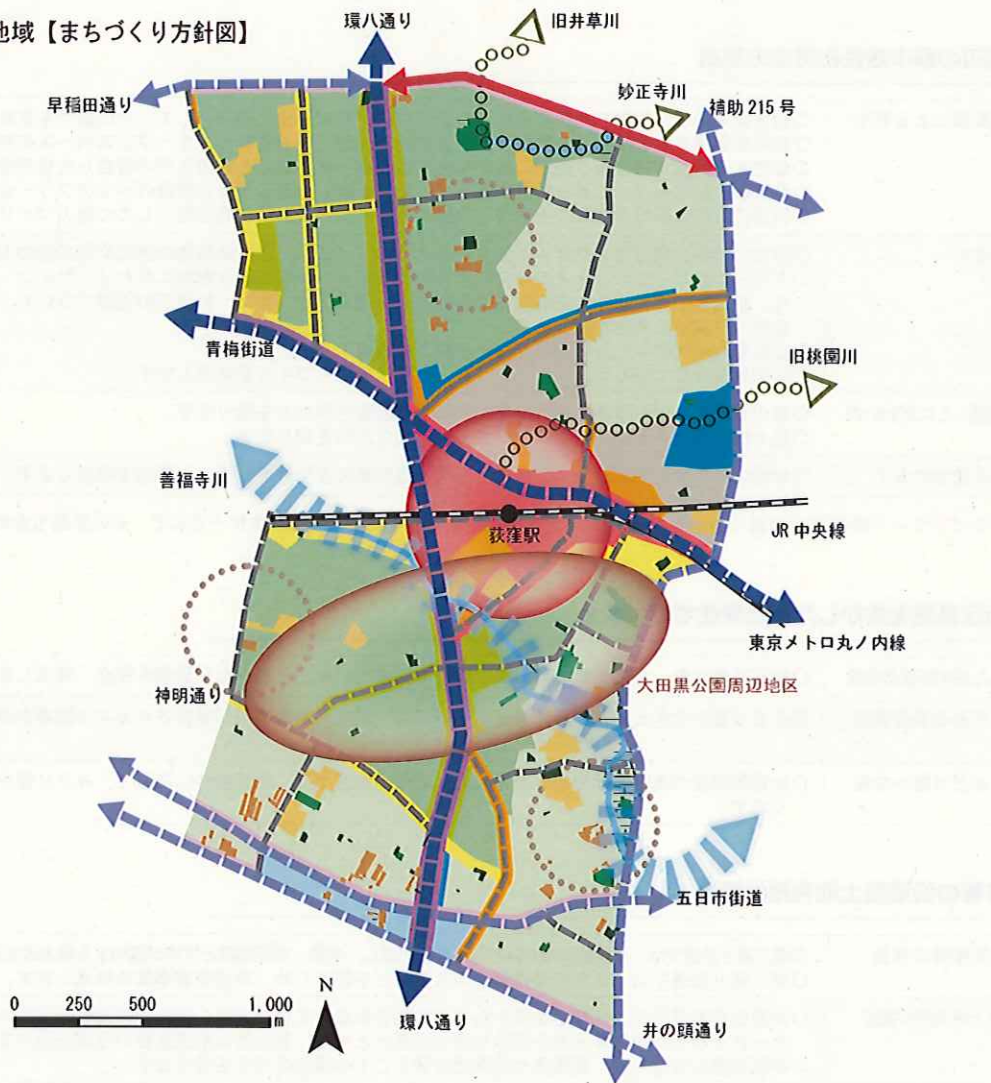 地域【まちづくり方針図】
環八通り
旧井草川
早稲田通り
妙正寺川
補助215号
青梅街道
旧桃園川
善福寺川
荻窪駅
JR中央線
東京メトロ丸ノ内線
神明通り
大田黒公園周辺地区
五日市街道
0 250 500 1,000
m
N
環八通り
井の頭通り